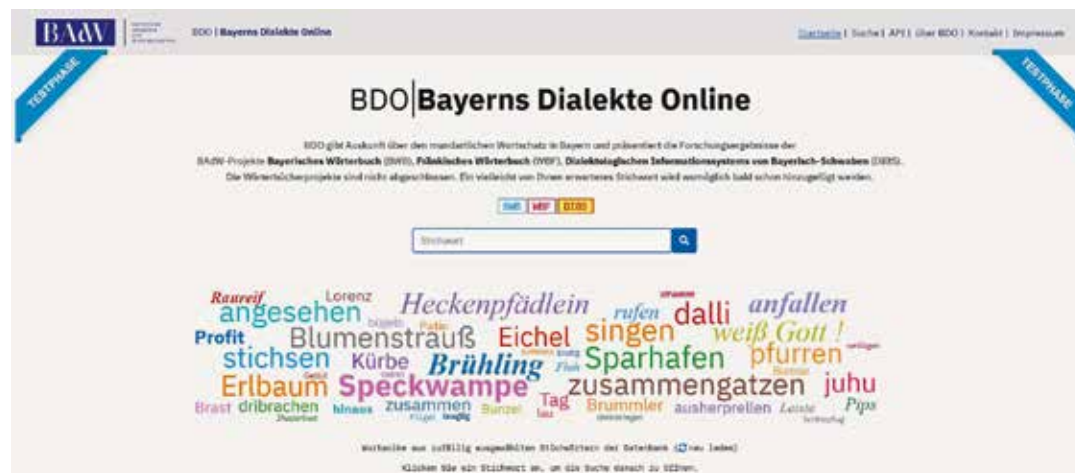 BAdW
BDO | Bayerns Dialekte Online
Startseite | Suche | API | Über BDO | Kontakt | Impressum
TESTPHASE
TESTPHASE
BDO|Bayerns Dialekte Online
BDO gibt Auskunft über den mundartlichen Wortschatz in Bayern und präsentiert die Forschungsergebnisse der
BAdW-Projekte Bayerisches Wörterbuch (BWB), Fränkisches Wörterbuch (WBF), Dialektologisches Informationssystems von Bayerisch-Schwaben (DIBS).
Die Wörterbücherprojekte sind nicht abgeschlossen. Ein vielleicht von Ihnen erwartetes Stichwort wird womöglich bald schon hinzugefügt werden.
BWB WBF DIBS
Stichwort
Raureif Lorenz Heckenpfädlein rufen dalli anfallen
angesehen
Profit Blumenstrauß Eichel singen weiß Gott !
stichsen Kürbe Brühling Floh Sparhafen pfurren
Erlbaum Speckwampe zusammengatzen juhu
Brast dribrachen hinaus zusammen Bunzel Tag lau Brummler ausherprellen Leiste Pips
Wortwolke aus zufällig ausgewählten Stichwörtern der Datenbank (neu laden)
Klicken Sie ein Stichwort an, um die Suche danach zu öffnen.